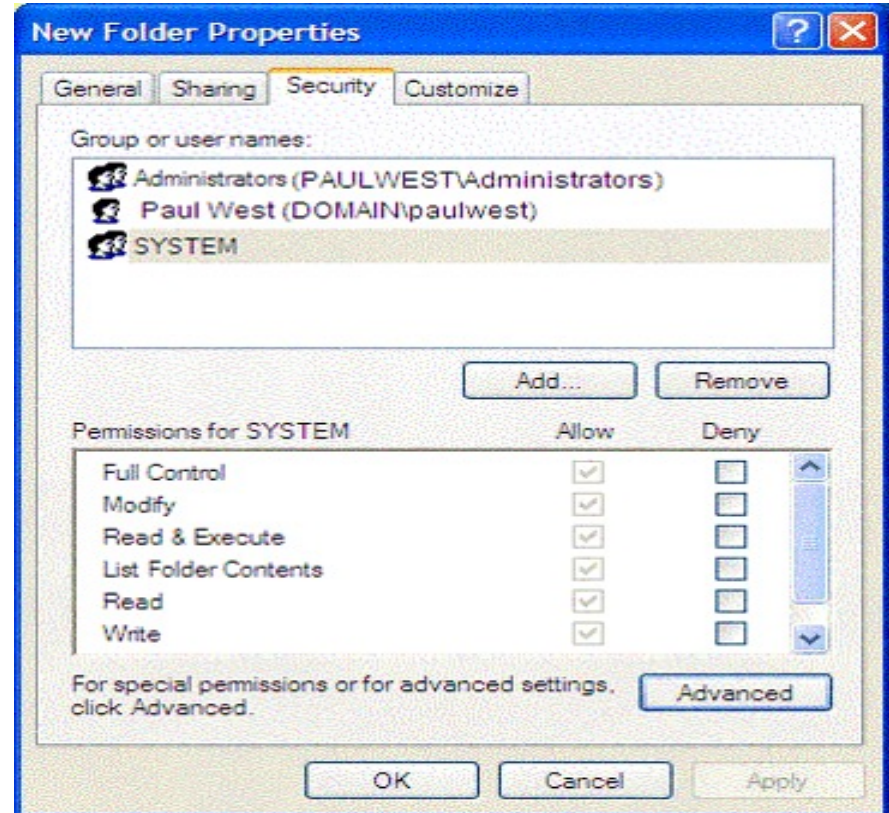 New Folder Properties
General Sharing Security Customize
Group or user names:
Administrators (PAULWEST\Administrators)
Paul West (DOMAIN\paulwest)
SYSTEM
Add... Remove
Permissions for SYSTEM Allow Deny
Full Control
Modify
Read & Execute
List Folder Contents
Read
Write
For special permissions or for advanced settings,
click Advanced.
Advanced
OK Cancel Apply